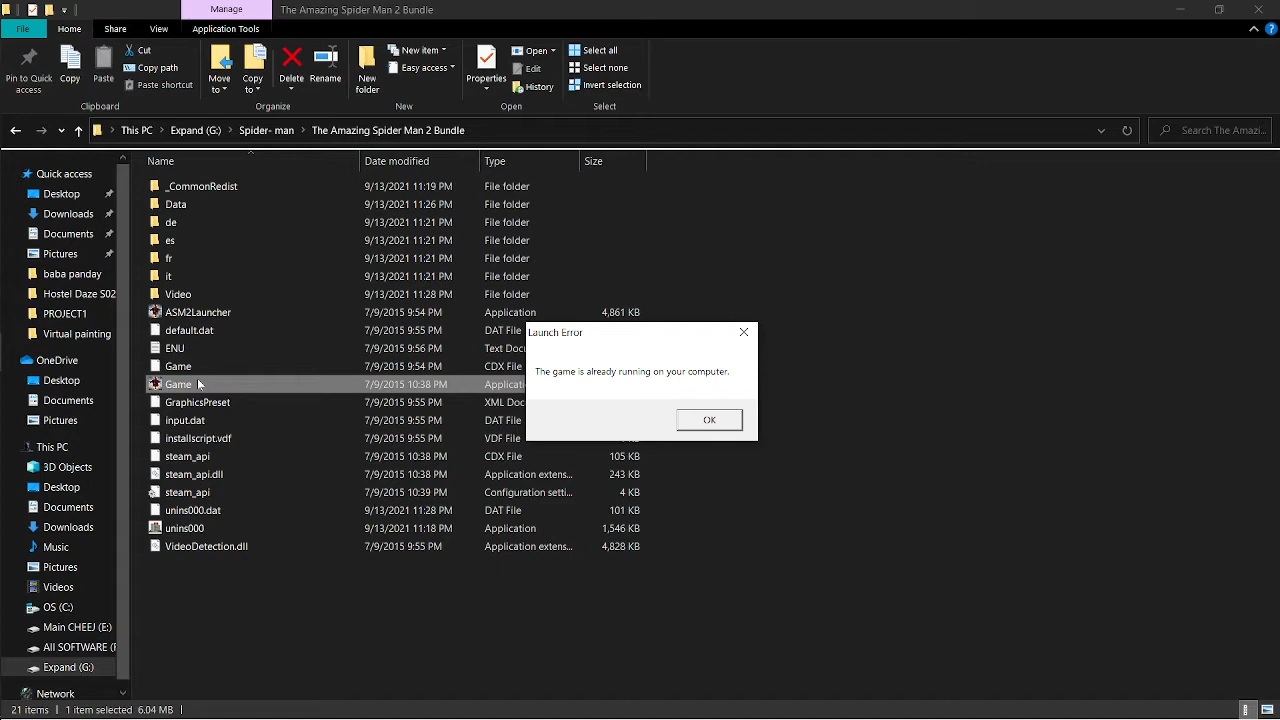 Manage The Amazing Spider Man 2 Bundle
File Home Share View Application Tools
Pin to Quick access
Copy
Paste
Cut
Copy path
Paste shortcut
Clipboard
Move to
Copy to
Delete
Rename
Organize
New folder
New item
Easy access
New
Properties
Open
Edit
History
Open
Select all
Select none
Invert selection
Select
This PC Expand (G:) Spider- man The Amazing Spider Man 2 Bundle
Search The Amazi...
Quick access
Desktop
Downloads
Documents
Pictures
baba panday
Hostel Daze S02
PROJECT1
Virtual painting
OneDrive
Desktop
Documents
Pictures
This PC
3D Objects
Desktop
Documents
Downloads
Music
Pictures
Videos
OS (C:)
Main CHEEJ (E:)
All SOFTWARE (F
Expand (G:)
Network
Name Date modified Type Size
_CommonRedist 9/13/2021 11:19 PM File folder
Data 9/13/2021 11:26 PM File folder
de 9/13/2021 11:21 PM File folder
es 9/13/2021 11:21 PM File folder
fr 9/13/2021 11:21 PM File folder
it 9/13/2021 11:21 PM File folder
Video 9/13/2021 11:28 PM File folder
ASM2Launcher 7/9/2015 9:54 PM Application 4,861 KB
default.dat 7/9/2015 9:55 PM DAT File
ENU 7/9/2015 9:56 PM Text Docu
Game 7/9/2015 9:54 PM CDX File
Game 7/9/2015 10:38 PM Applicatio
GraphicsPreset 7/9/2015 9:55 PM XML Doc
input.dat 7/9/2015 9:55 PM DAT File
installscript.vdf 7/9/2015 9:55 PM VDF File KB
steam_api 7/9/2015 10:38 PM CDX File 105 KB
steam_api.dll 7/9/2015 10:38 PM Application extens... 243 KB
steam_api 7/9/2015 10:39 PM Configuration setti... 4 KB
unins000.dat 9/13/2021 11:28 PM DAT File 101 KB
unins000 9/13/2021 11:18 PM Application 1,546 KB
VideoDetection.dll 7/9/2015 9:55 PM Application extens... 4,828 KB
Launch Error
The game is already running on your computer.
OK
21 items 1 item selected 6.04 MB